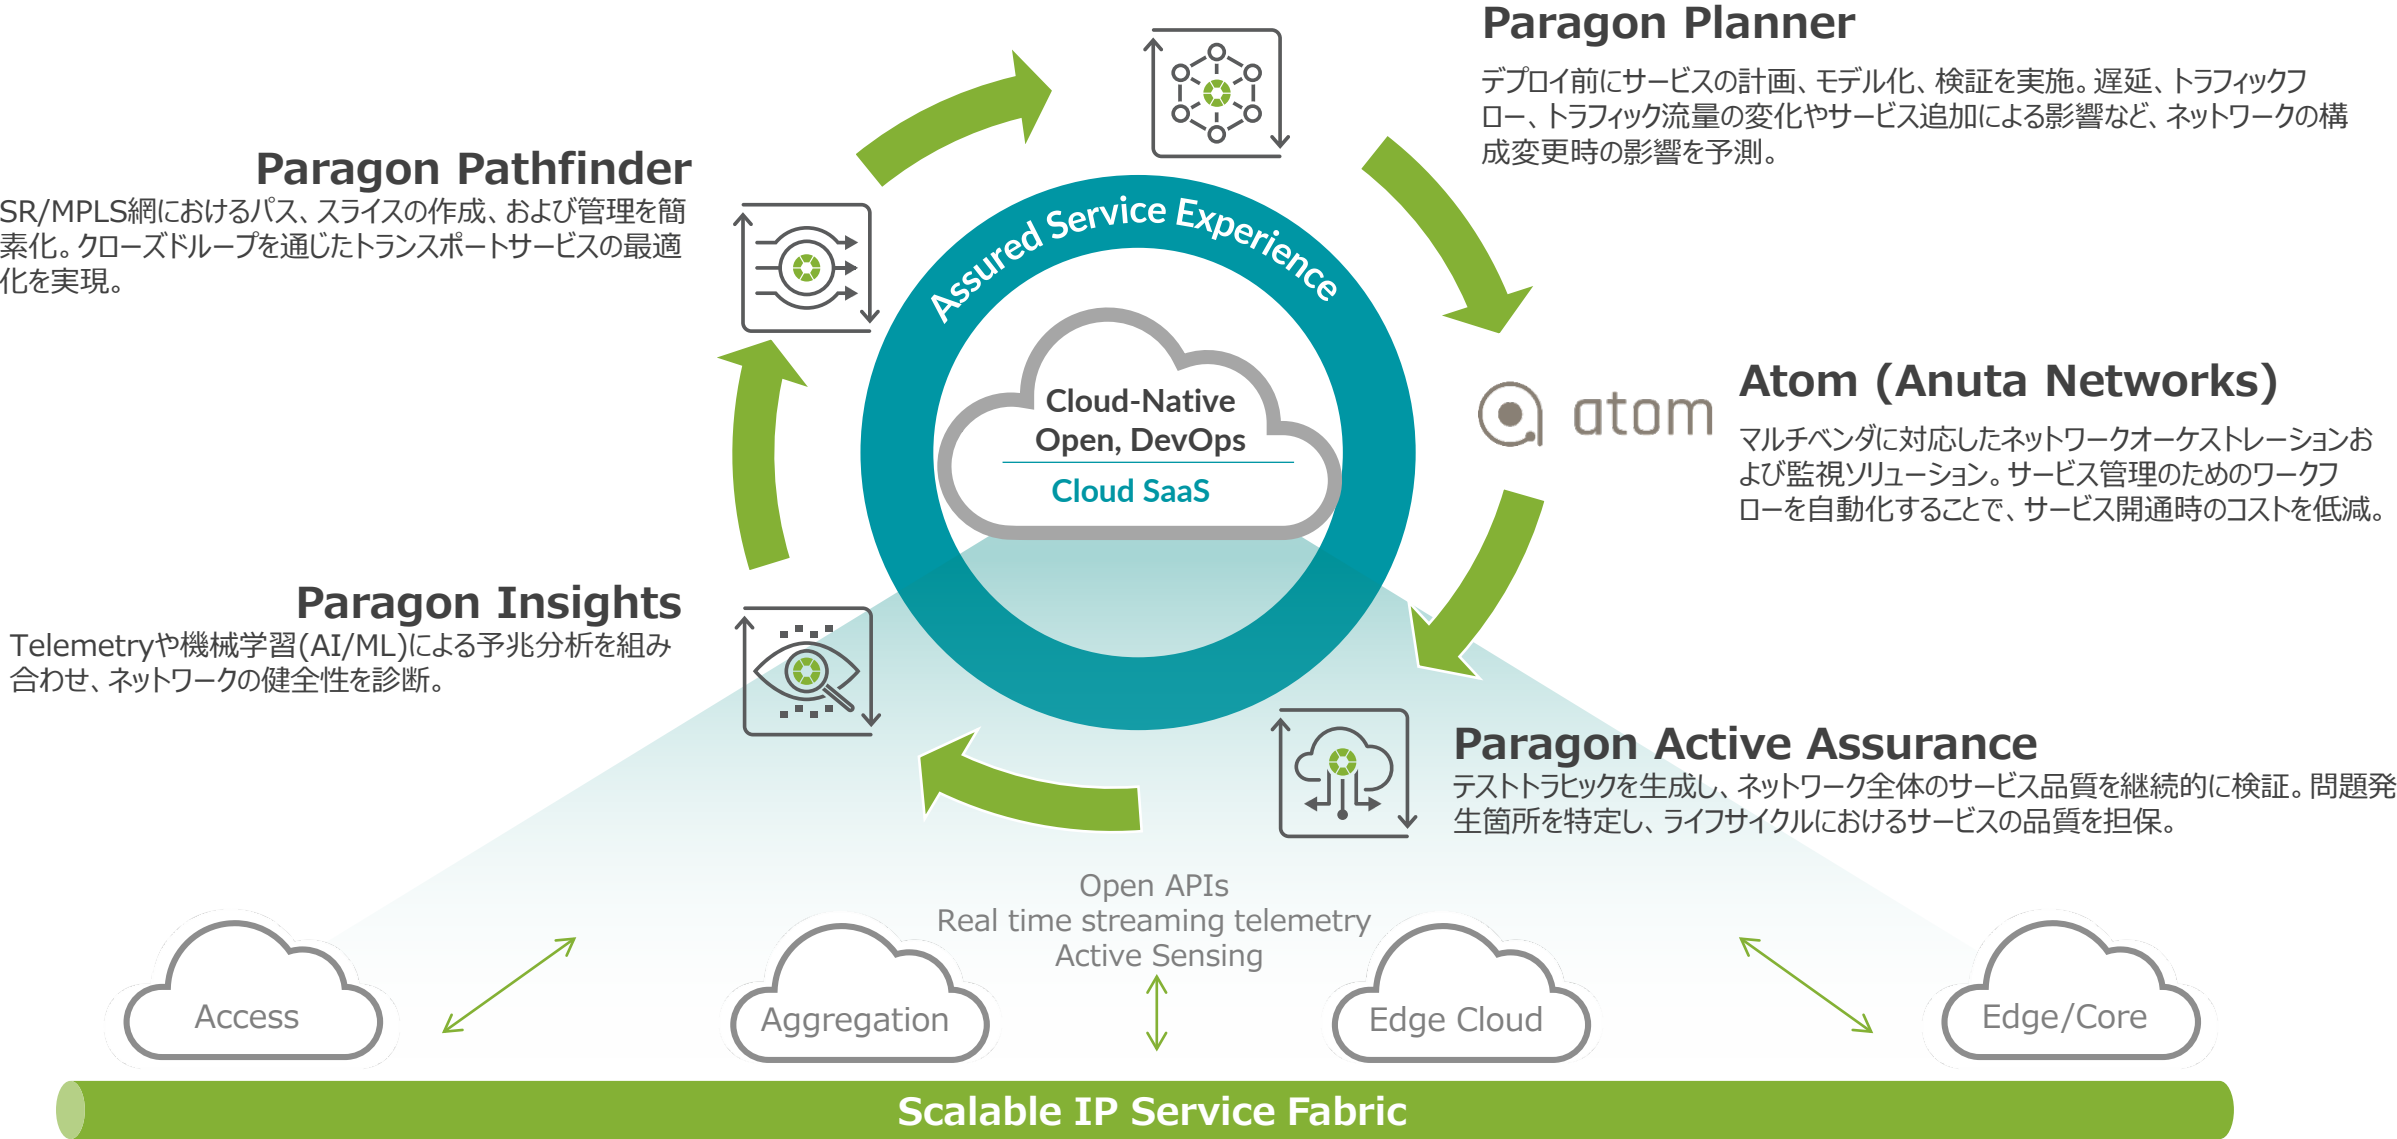 Paragon Planner
デプロイ前にサービスの計画、モデル化、検証を実施。遅延、トラフィックフ
ロー、トラフィック流量の変化やサービス追加による影響など、ネットワークの構
成変更時の影響を予測。
Paragon Pathfinder
SR/MPLS網におけるパス、スライスの作成、および管理を簡
素化。クローズドループを通じたトランスポートサービスの最適
化を実現。
Assured Service Experience
Cloud-Native
Open, DevOps
Cloud SaaS
atom
Atom (Anuta Networks)
マルチベンダに対応したネットワークオーケストレーションお
よび監視ソリューション。サービス管理のためのワークフ
ローを自動化することで、サービス開通時のコストを低減。
Paragon Insights
Telemetryや機械学習(AI/ML)による予兆分析を組み
合わせ、ネットワークの健全性を診断。
Paragon Active Assurance
テストトラヒックを生成し、ネットワーク全体のサービス品質を継続的に検証。問題発
生箇所を特定し、ライフサイクルにおけるサービスの品質を担保。
Open APIs
Real time streaming telemetry
Active Sensing
Access
Aggregation
Edge Cloud
Edge/Core
Scalable IP Service Fabric